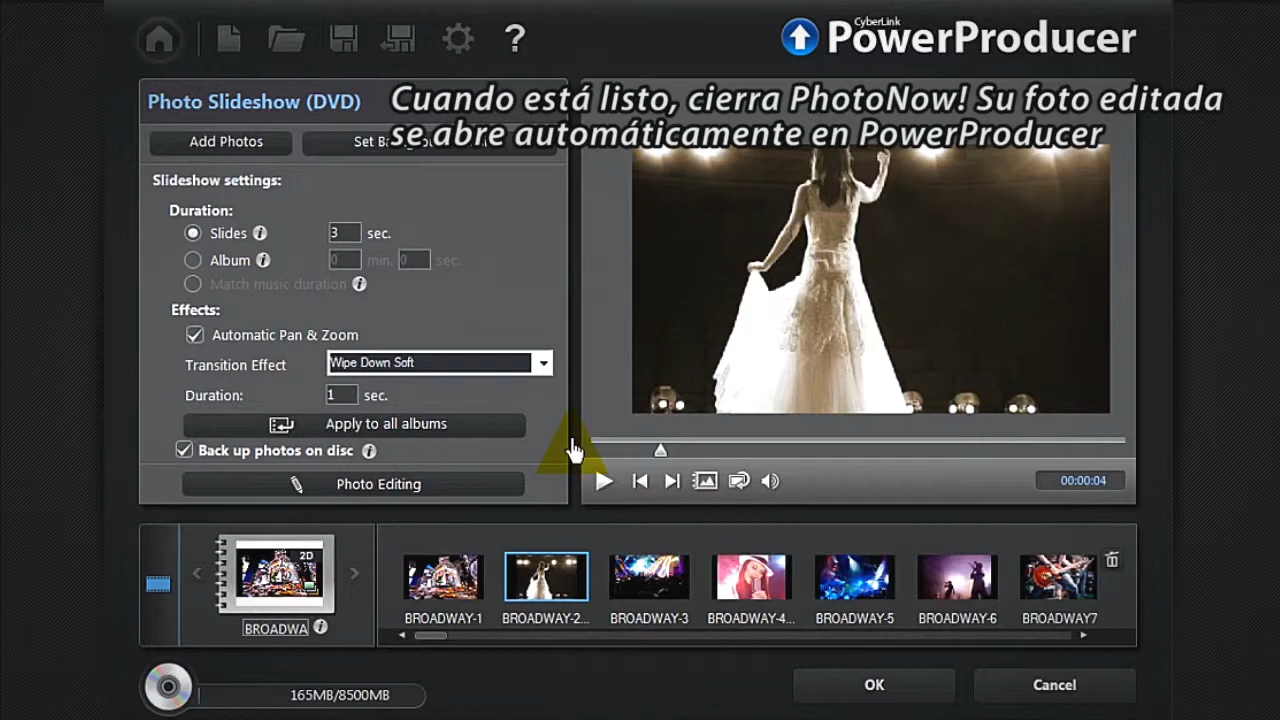 ?
CyberLink
PowerProducer
Photo Slideshow (DVD)
Cuando está listo, cierra PhotoNow! Su foto editada
se abre automáticamente en PowerProducer
Add Photos
Set
Slideshow settings:
Duration:
Slides
3
sec.
Album
0
min.
0
sec.
Match music duration
Effects:
Automatic Pan & Zoom
Transition Effect
Wipe Down Soft
Duration:
1
sec.
Apply to all albums
Back up photos on disc
Photo Editing
00:00:04
2D
BROADWA
BROADWAY-1
BROADWAY-2...
BROADWAY-3
BROADWAY-4...
BROADWAY-5
BROADWAY-6
BROADWAY7
165MB/8500MB
OK
Cancel